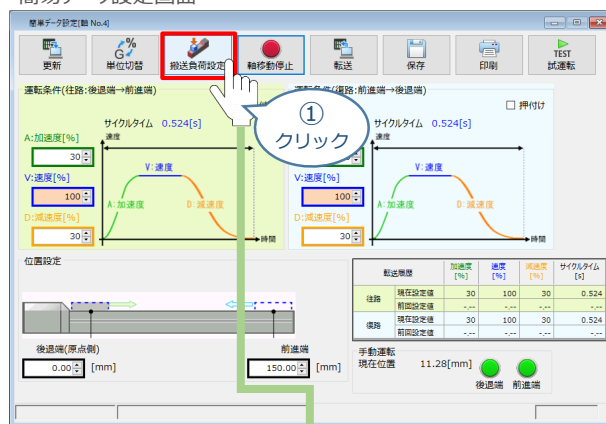 簡易データ設定画面
簡単データ設定[軸 No.4]
更新 単位切替 搬送負荷設定 軸移動停止 転送 保存 印刷 試運転
G %
TEST
①
クリック
運転条件(往路:後退端→前進端)
サイクルタイム 0.524[s]
A:加速度[%]
30
V:速度[%]
100
D:減速度[%]
30
速度
V:速度
A:加速度
D:減速度
時間
(復路:前進端→後退端)
押付け
サイクルタイム 0.524[s]
V:速度[%]
100
D:減速度[%]
30
速度
V:速度
A:加速度
D:減速度
時間
位置設定
後退端(原点側)
0.00 [mm]
前進端
150.00 [mm]
転送履歴 加速度[%] 速度[%] 減速度[%] サイクルタイム[s]
往路 現在設定値 30 100 30 0.524
前回設定値 -.-- -.-- -.-- -.--
復路 現在設定値 30 100 30 0.524
前回設定値 -.-- -.-- -.-- -.--
手動運転
現在位置 11.28[mm]
後退端 前進端